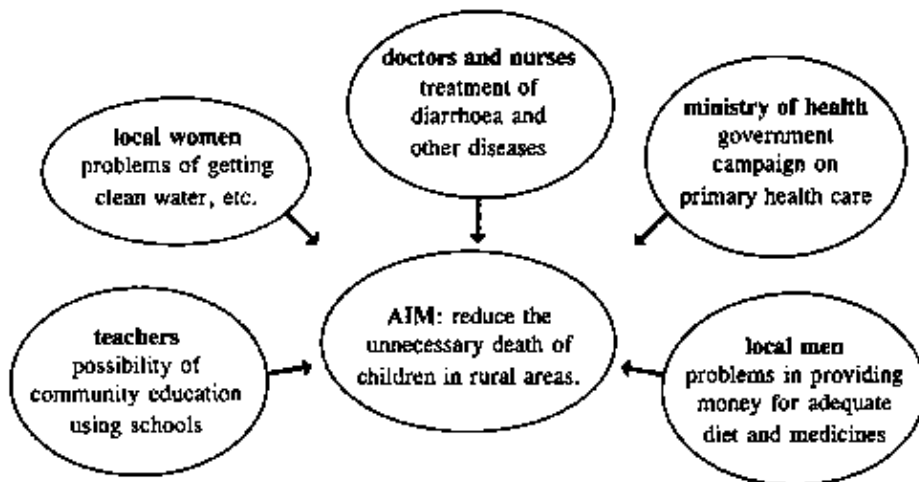 doctors and nurses
treatment of
diarrhoea and
other diseases
local women
problems of getting
clean water, etc.
ministry of health
government
campaign on
primary health care
AIM: reduce the
unnecessary death of
children in rural areas.
teachers
possibility of
community education
using schools
local men
problems in providing
money for adequate
diet and medicines